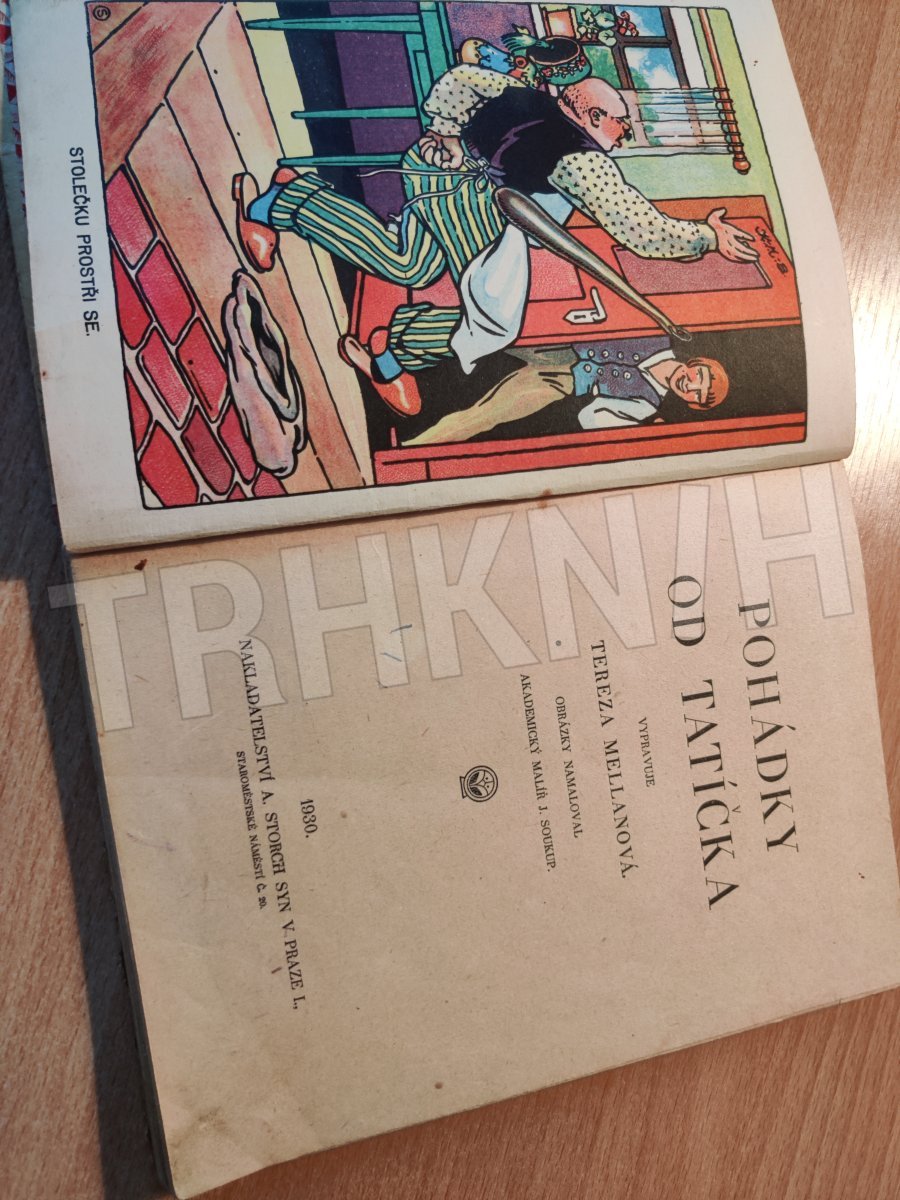 STOLEČKU PROSTŘI SE.
POHÁDKY
OD TATÍČKA
VYPRAVUJE
TEREZA MELLANOVÁ.
OBRÁZKY NAMALOVAL
AKADEMICKÝ MALÍŘ J. SOUKUP.
1930.
NAKLADATELSTVÍ A. STORCH SYN V PRAZE I.,
STAROMĚSTSKÉ NÁMĚSTÍ Č. 20.
TRHKNIH